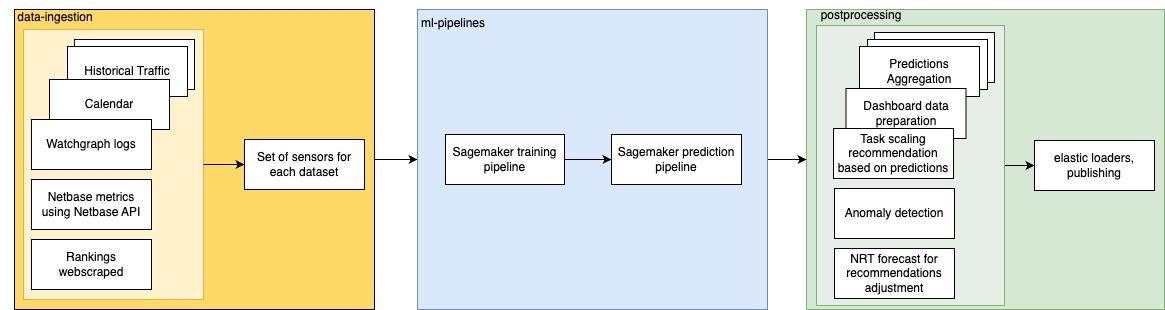 data-ingestion
Historical Traffic
Calendar
Watchgraph logs
Netbase metrics
using Netbase API
Rankings
webscraped
Set of sensors for
each dataset
ml-pipelines
Sagemaker training
pipeline
Sagemaker prediction
pipeline
postprocessing
Predictions
Aggregation
Dashboard data
preparation
Task scaling
recommendation
based on predictions
Anomaly detection
NRT forecast for
recommendations
adjustment
elastic loaders,
publishing